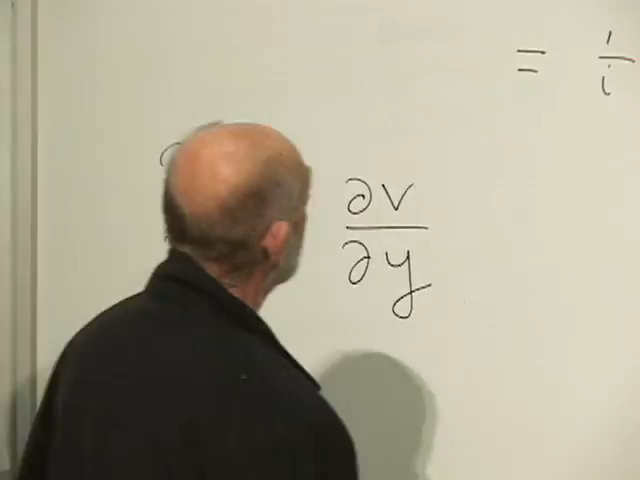 = 1/i
∂v/∂y